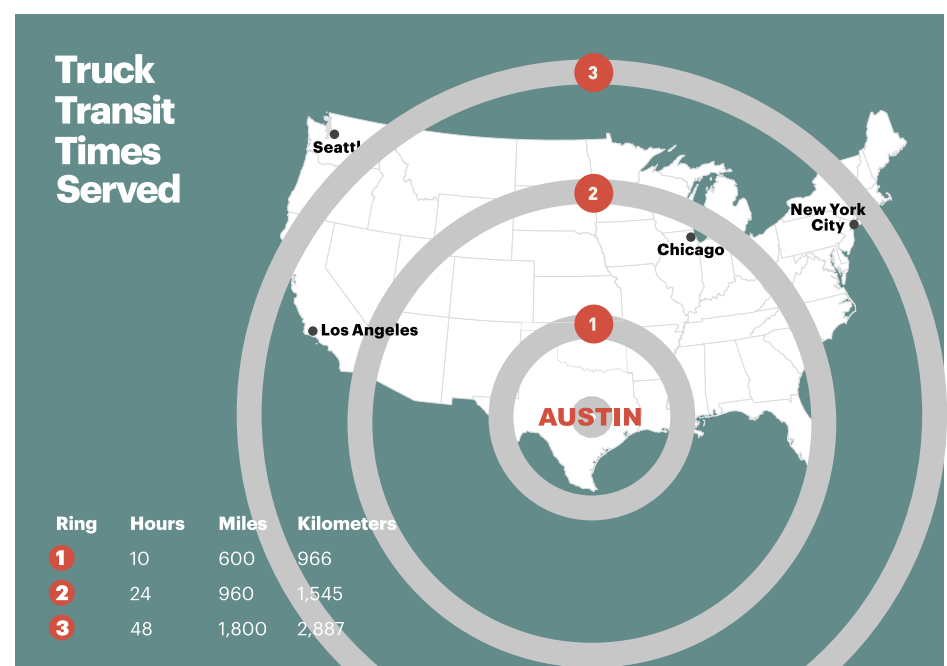 Truck
Transit
Times
Served
3
Seattl
2
New York
City
Chicago
1
Los Angeles
AUSTIN
Ring Hours Miles Kilometers
1 10 600 966
2 24 960 1,545
3 48 1,800 2,887